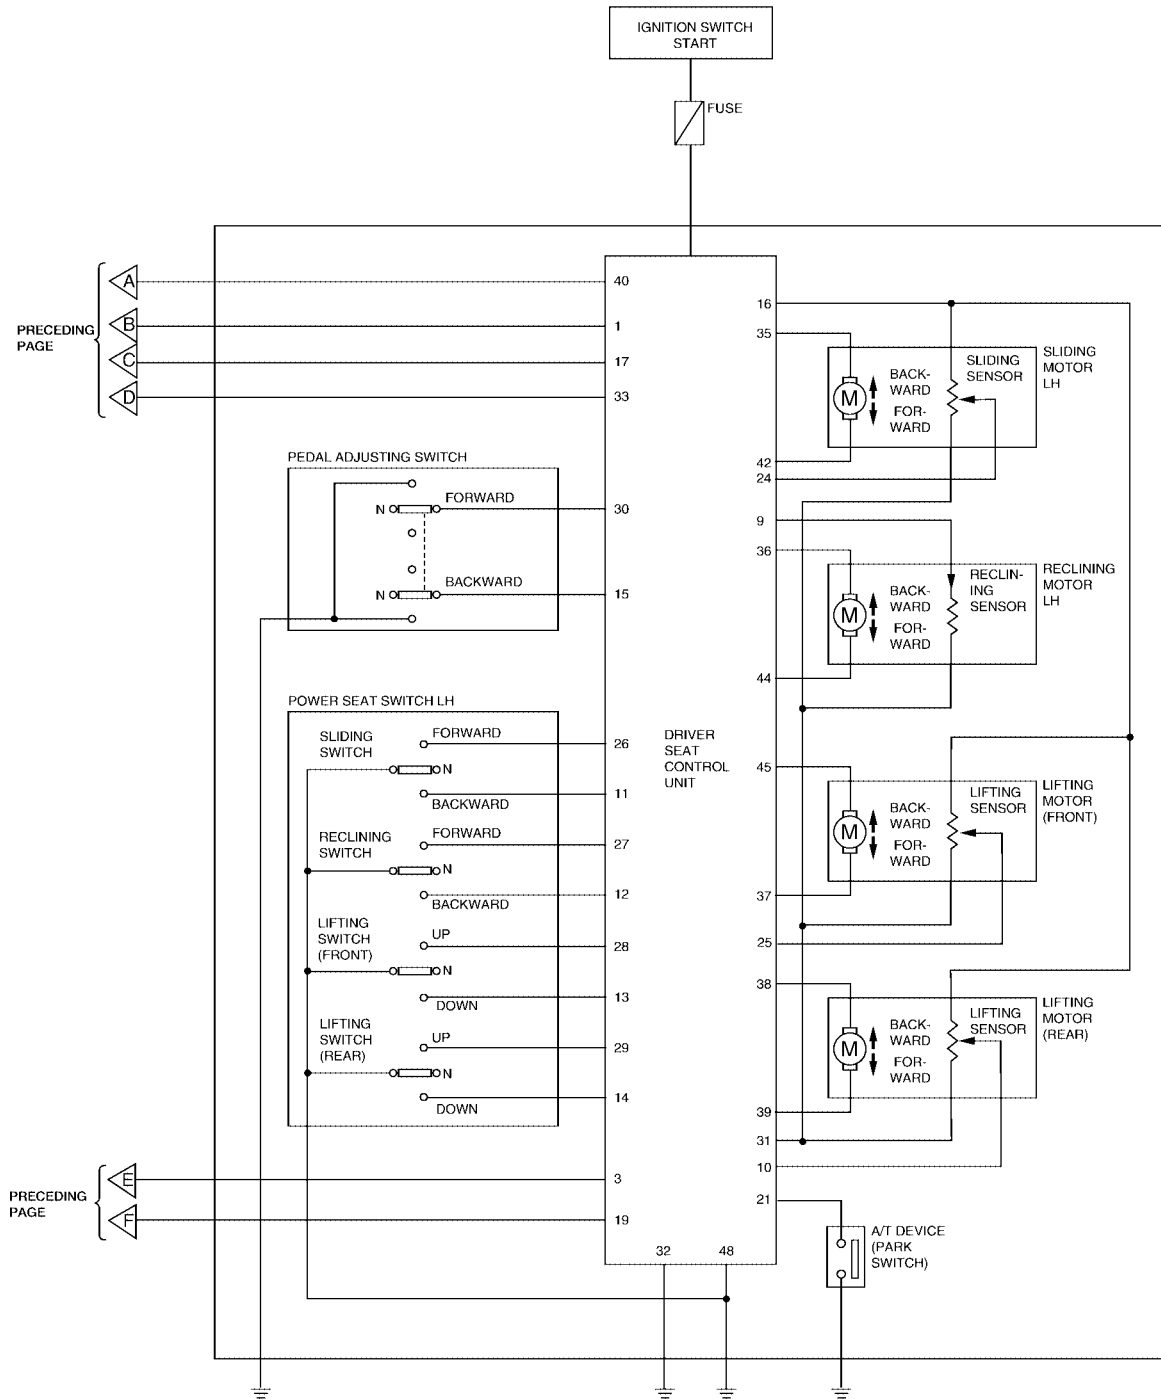 IGNITION SWITCH
START
FUSE
A
B
C
D
PRECEDING
PAGE
40
1
17
33
PEDAL ADJUSTING SWITCH
FORWARD
N
30
BACKWARD
N
15
POWER SEAT SWITCH LH
SLIDING
SWITCH
FORWARD
26
N
BACKWARD
11
RECLINING
SWITCH
FORWARD
27
N
BACKWARD
12
LIFTING
SWITCH
(FRONT)
UP
28
N
DOWN
13
LIFTING
SWITCH
(REAR)
UP
29
N
DOWN
14
E
F
PRECEDING
PAGE
3
19
32
48
DRIVER
SEAT
CONTROL
UNIT
16
35
M
BACK-
WARD
FOR-
WARD
SLIDING
SENSOR
SLIDING
MOTOR
LH
42
24
9
36
M
BACK-
WARD
FOR-
WARD
RECLIN-
ING
SENSOR
RECLINING
MOTOR
LH
44
45
M
BACK-
WARD
FOR-
WARD
LIFTING
SENSOR
LIFTING
MOTOR
(FRONT)
37
25
38
M
BACK-
WARD
FOR-
WARD
LIFTING
SENSOR
LIFTING
MOTOR
(REAR)
39
31
10
21
A/T DEVICE
(PARK
SWITCH)